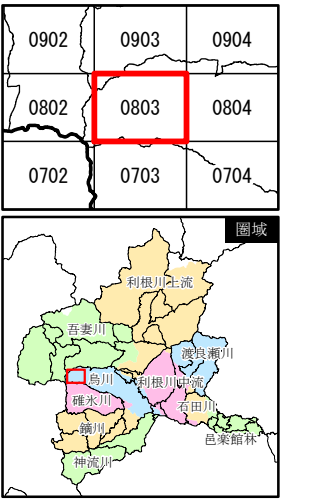 0902 0903 0904
0802 0803 0804
0702 0703 0704
圏域
利根川上流
吾妻川
渡良瀬川
烏川
利根川中流
碓氷川
石田川
鏑川
邑楽館林
神流川